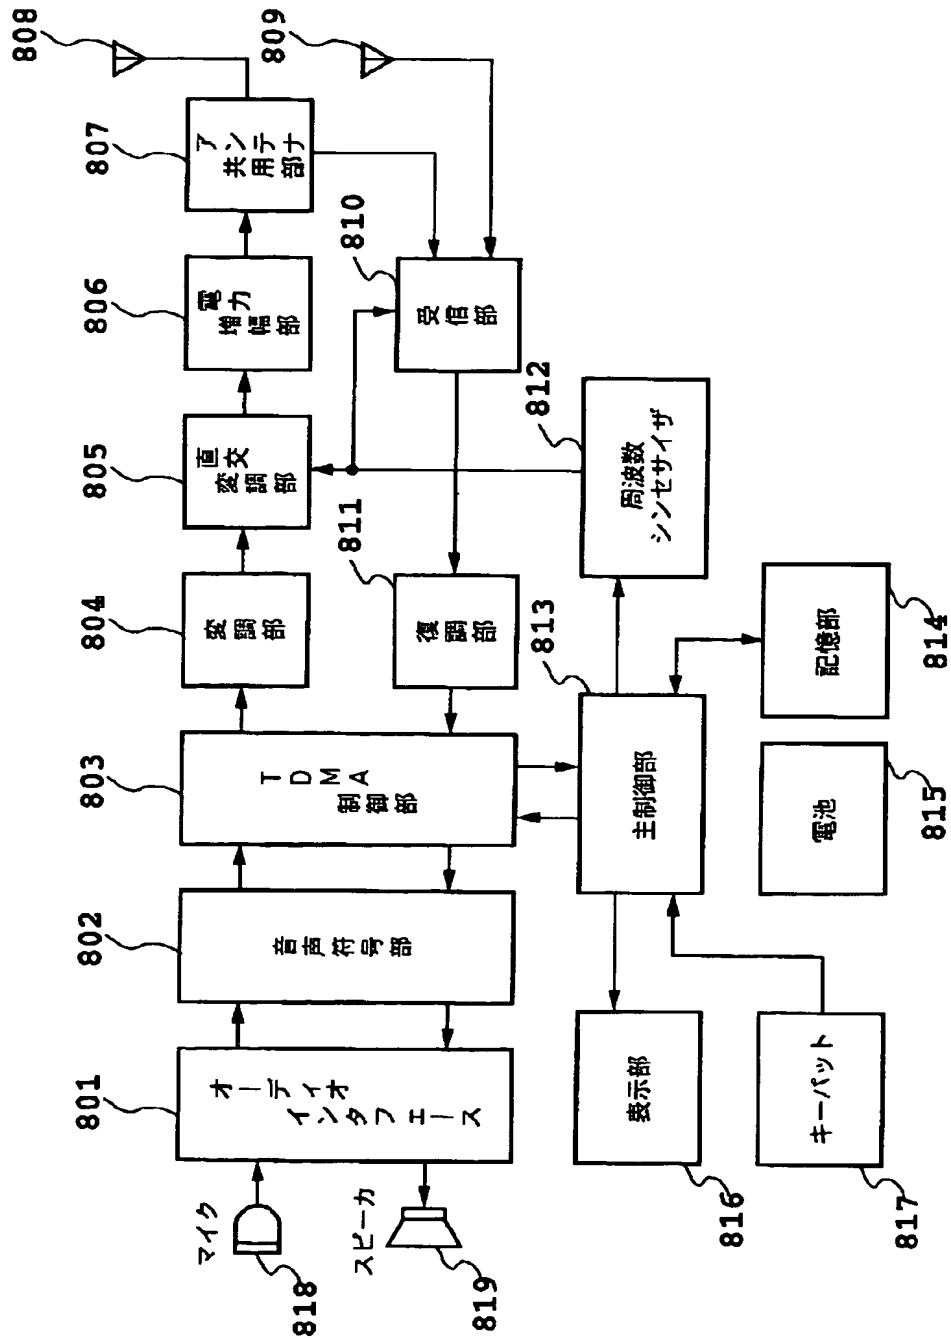 818
マイク
スピーカ
819
801
オーディオ
インタフェース
802
音声符号部
803
TDMA
制御部
804
変調部
805
直交
変調部
806
電力
増幅部
807
アンテナ
共用部
808
809
810
受信部
811
復調部
812
周波数
シンセサイザ
813
主制御部
814
記憶部
815
電池
816
表示部
817
キーパット